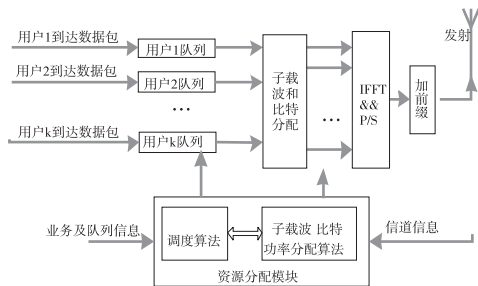 用户1到达数据包
用户1队列
用户2到达数据包
用户2队列
...
用户k到达数据包
用户k队列
子载
波和
比特
分配
...
IFFT
&&
P/S
加
前
缀
发射
业务及队列信息
调度算法
子载波 比特
功率分配算法
资源分配模块
信道信息